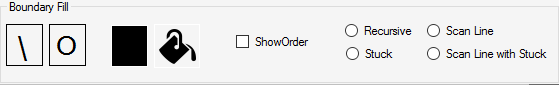 Boundary Fill
\ O
ShowOrder
Recursive
Scan Line
Stuck
Scan Line with Stuck